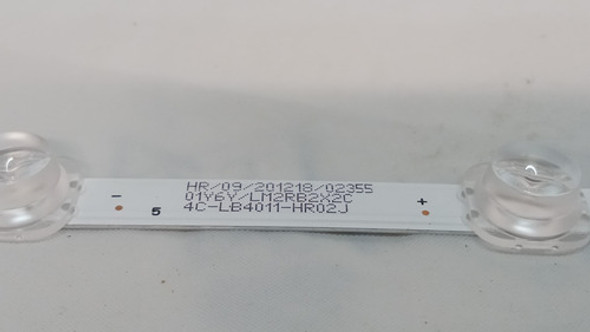 HR/09/201218/02355
01Y6Y/LM2RB2X2C
4C-LB4011-HR02J
- 5 +